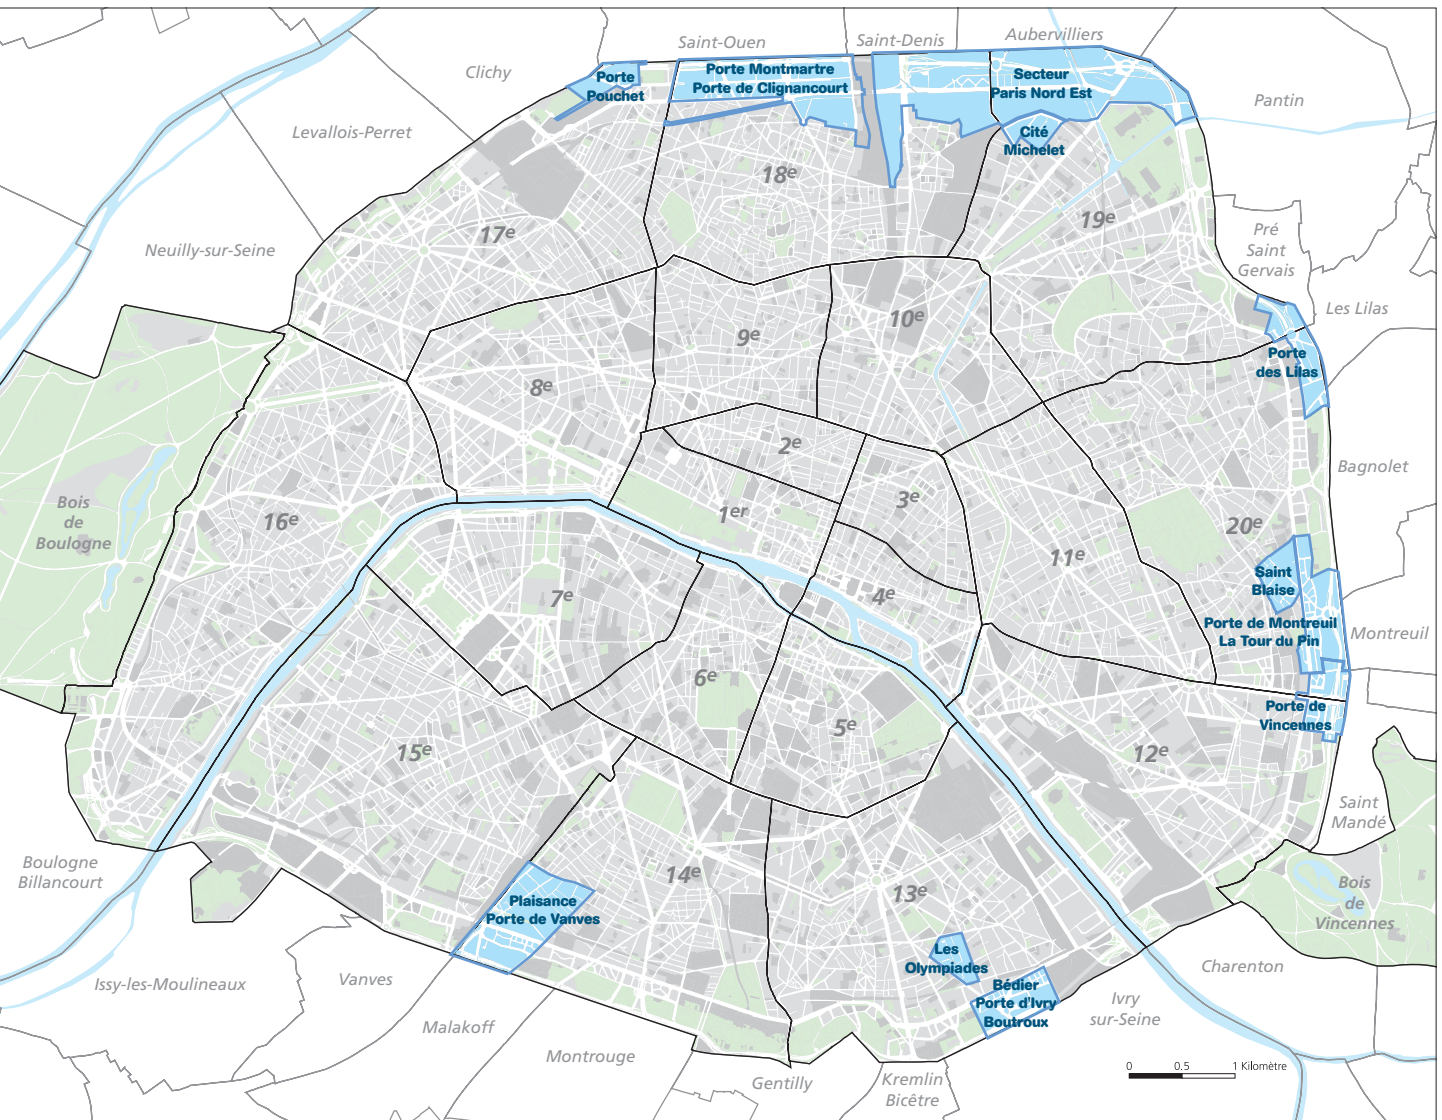 Saint-Ouen
Saint-Denis
Aubervilliers
Clichy
Levallois-Perret
Neuilly-sur-Seine
Pantin
Pré
Saint
Gervais
Les Lilas
Bagnolet
Montreuil
Saint
Mandé
Bois
de
Vincennes
Charenton
Ivry
sur-Seine
Kremlin
Bicêtre
Gentilly
Montrouge
Malakoff
Vanves
Issy-les-Moulineaux
Boulogne
Billancourt
Bois
de
Boulogne
Porte
Pouchet
Porte Montmartre
Porte de Clignancourt
Secteur
Paris Nord Est
Cité
Michelet
Porte
des Lilas
Saint
Blaise
Porte de Montreuil
La Tour du Pin
Porte de
Vincennes
Plaisance
Porte de Vanves
Les
Olympiades
Bédier
Porte d'Ivry
Boutroux
17e
18e
19e
8e
9e
10e
2e
3e
1er
16e
7e
4e
11e
20e
6e
5e
15e
12e
14e
13e
0 0.5 1 Kilomètre